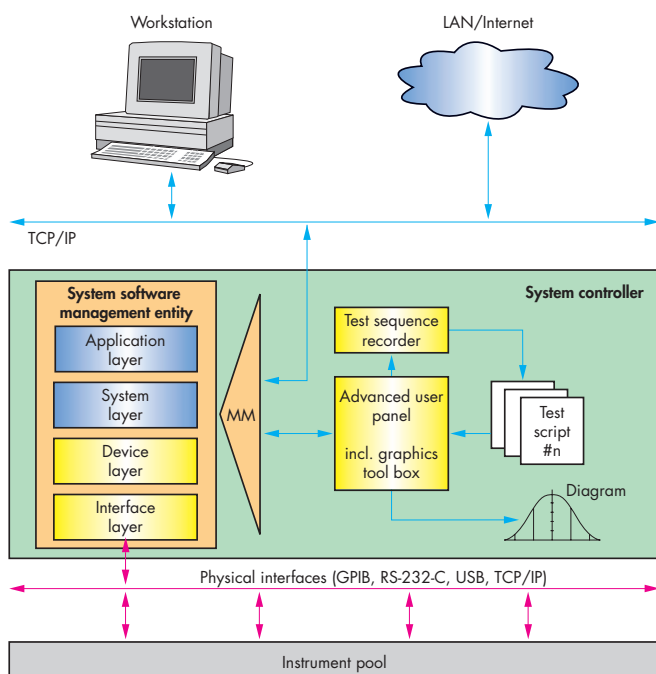 Workstation
LAN/Internet
TCP/IP
System software
management entity
System controller
Application
layer
System
layer
Device
layer
Interface
layer
MM
Test sequence
recorder
Advanced user
panel
incl. graphics
tool box
Test
script
#n
Diagram
Physical interfaces (GPIB, RS-232-C, USB, TCP/IP)
Instrument pool